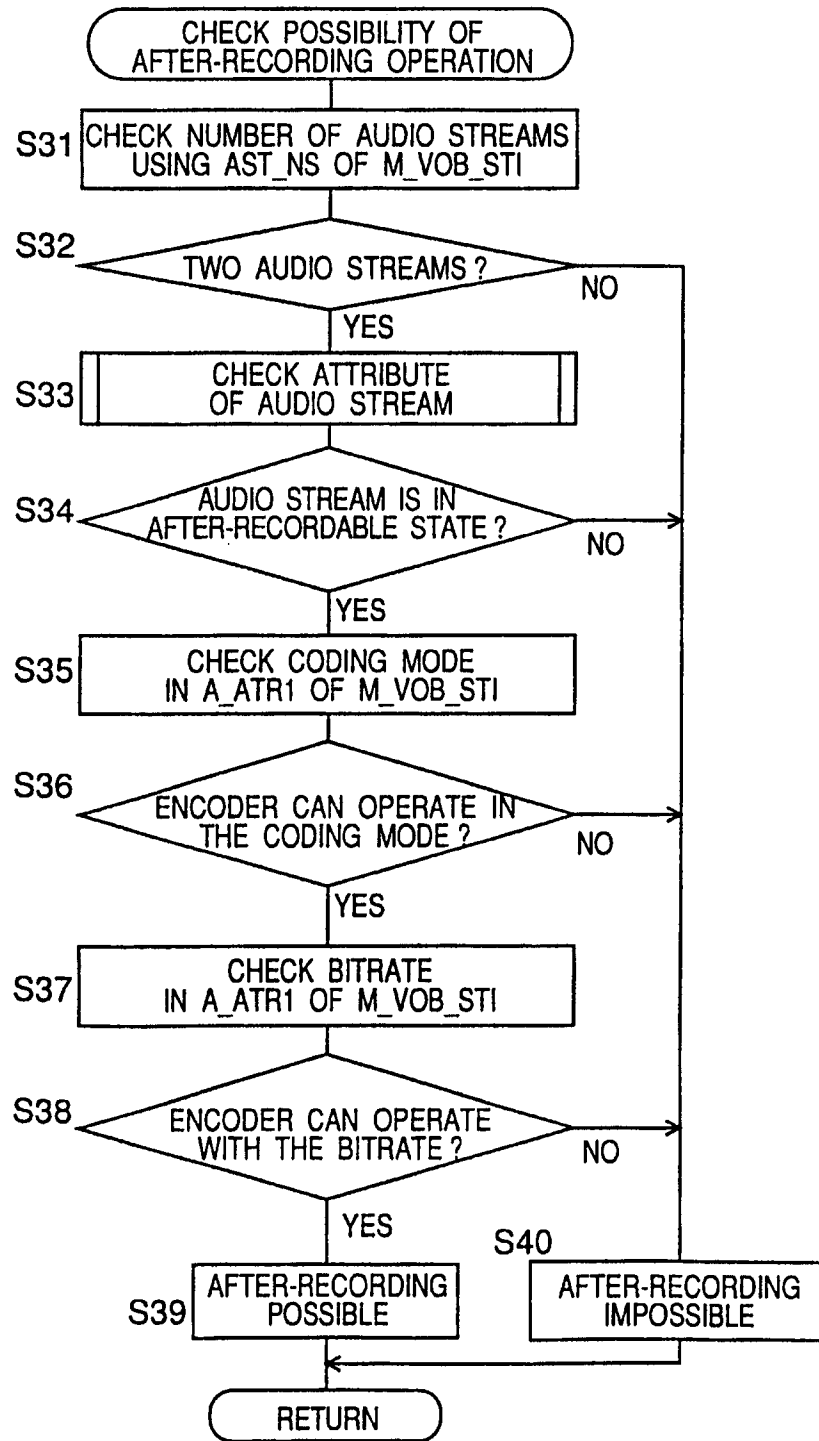 CHECK POSSIBILITY OF
AFTER-RECORDING OPERATION
S31
CHECK NUMBER OF AUDIO STREAMS
USING AST_NS OF M_VOB_STI
S32
TWO AUDIO STREAMS?
NO
YES
S33
CHECK ATTRIBUTE
OF AUDIO STREAM
S34
AUDIO STREAM IS IN
AFTER-RECORDABLE STATE?
NO
YES
S35
CHECK CODING MODE
IN A_ATR1 OF M_VOB_STI
S36
ENCODER CAN OPERATE IN
THE CODING MODE?
NO
YES
S37
CHECK BITRATE
IN A_ATR1 OF M_VOB_STI
S38
ENCODER CAN OPERATE
WITH THE BITRATE?
NO
YES
S39
AFTER-RECORDING
POSSIBLE
S40
AFTER-RECORDING
IMPOSSIBLE
RETURN